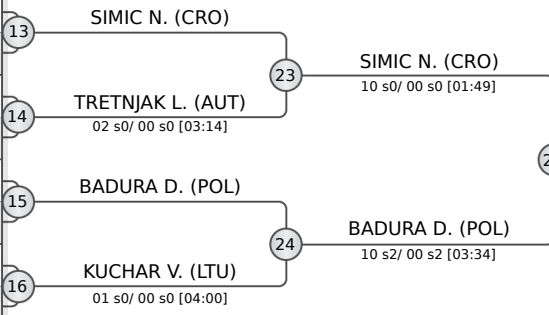 SIMIC N. (CRO)
13
23
SIMIC N. (CRO)
10 s0/ 00 s0 [01:49]
14
TRETNJAK L. (AUT)
02 s0/ 00 s0 [03:14]
15
BADURA D. (POL)
24
BADURA D. (POL)
10 s2/ 00 s2 [03:34]
16
KUCHAR V. (LTU)
01 s0/ 00 s0 [04:00]